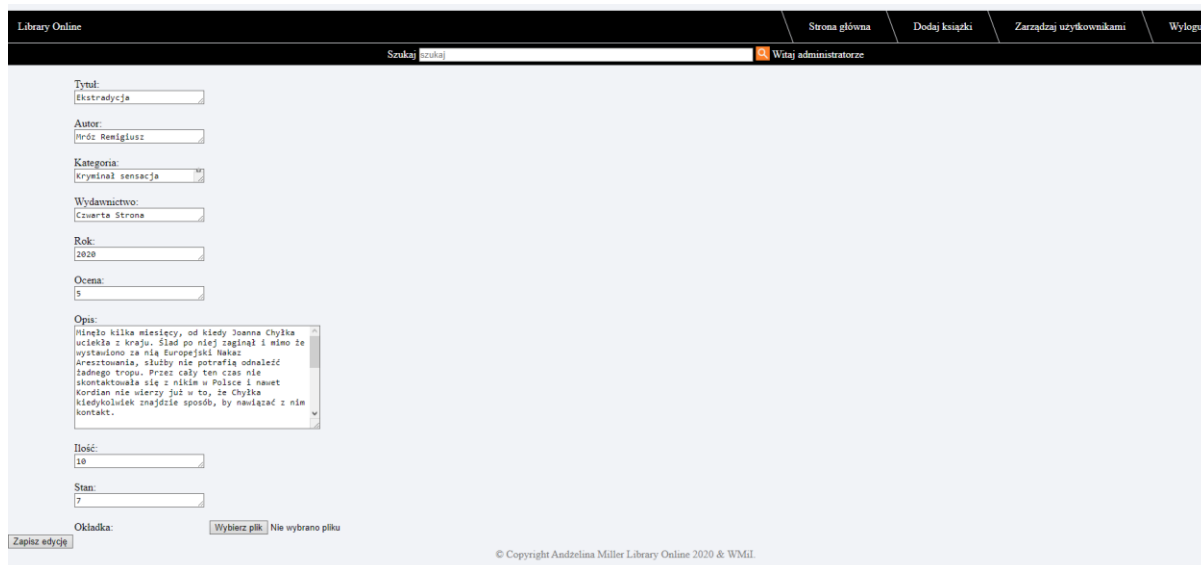 Library Online Strona główna Dodaj książki Zarządzaj użytkownikami Wylogu
Szukaj szukaj Witaj administratorze
Tytuł:
Ekstradycja
Autor:
Mróz Remigiusz
Kategoria:
Kryminał sensacja
Wydawnictwo:
Czwarta Strona
Rok:
2020
Ocena:
5
Opis:
Minęło kilka miesięcy, od kiedy Joanna Chyłka
uciekła z kraju. Ślad po niej zaginął i mimo że
wystawiono za nią Europejski Nakaz
Aresztowania, służby nie potrafią odnaleźć
żadnego tropu. Przez cały ten czas nie
skontaktowała się z nikim w Polsce i nawet
Kordian nie wierzy już w to, że Chyłka
kiedykolwiek znajdzie sposób, by nawiązać z nim
kontakt.
Ilość:
10
Stan:
7
Okładka: Wybierz plik Nie wybrano pliku
Zapisz edycję
© Copyright Andżelina Miller Library Online 2020 & WMiI.